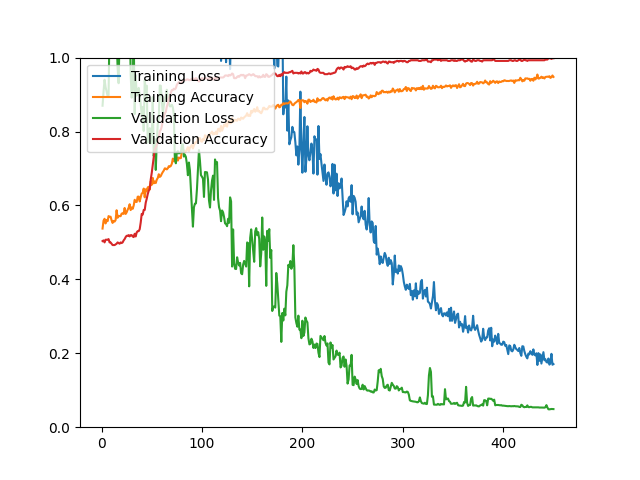 1.0
0.8
0.6
0.4
0.2
0.0
Training Loss
Training Accuracy
Validation Loss
Validation Accuracy
0 100 200 300 400